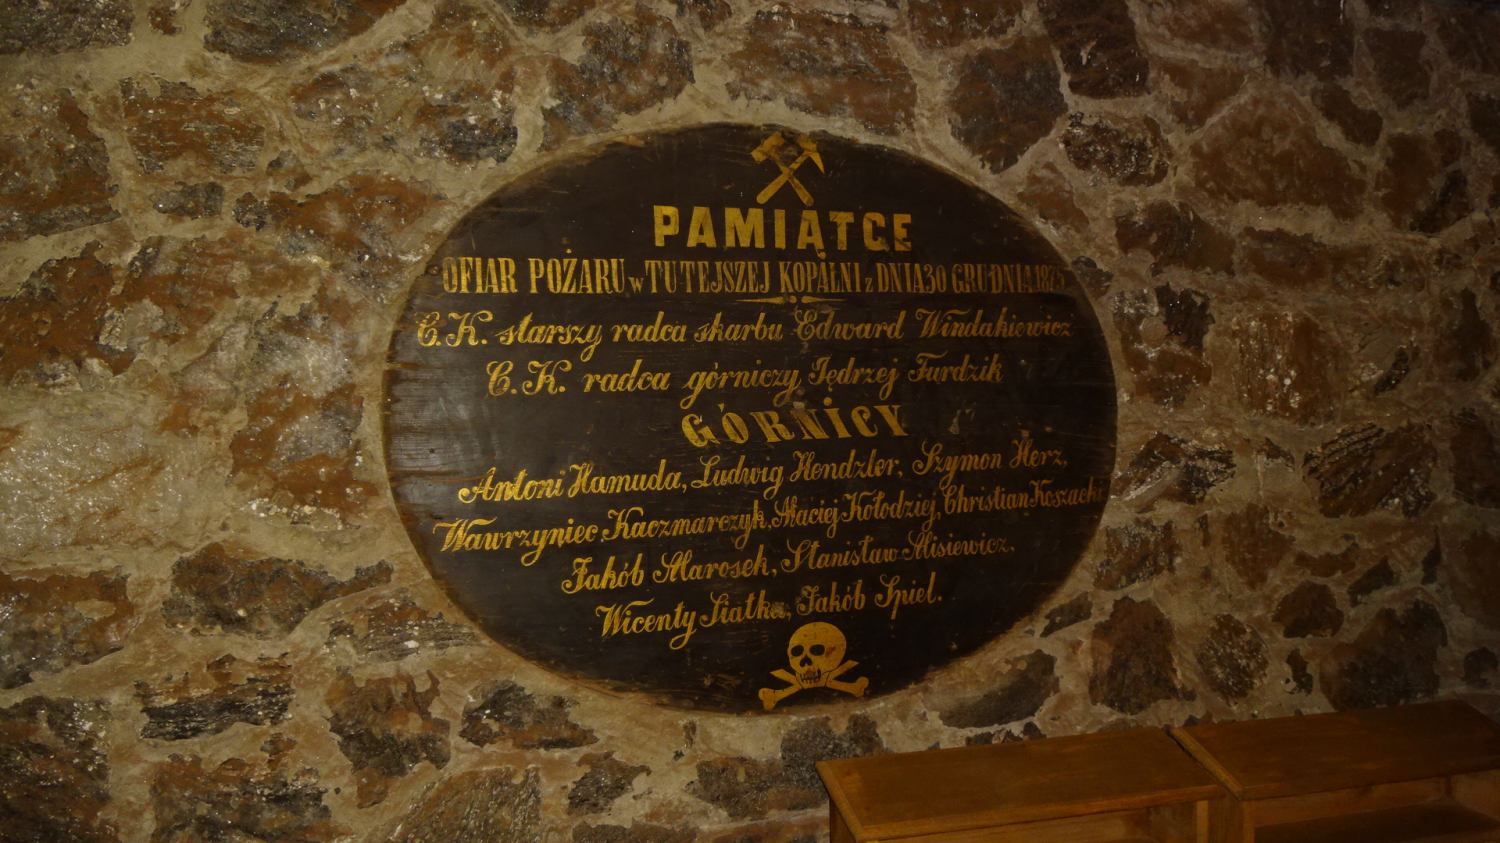 PAMIĄTCE
OFIAR POŻARU w TUTEJSZEJ KOPALNI z DNIA 30 GRUDNIA 1875
C.K. starszy radca skarbu Edward Windakiewicz
C.K. radca górniczy Jędrzej Furdzik
GÓRNICY
Antoni Hamuda, Ludwig Hendzler, Szymon Herz,
Wawrzyniec Kaczmarczyk, Maciej Kołodziej, Christian Koszacki
Jakób Marosek, Stanisław Misiewicz,
Wicenty Siatka, Jakób Spiel.